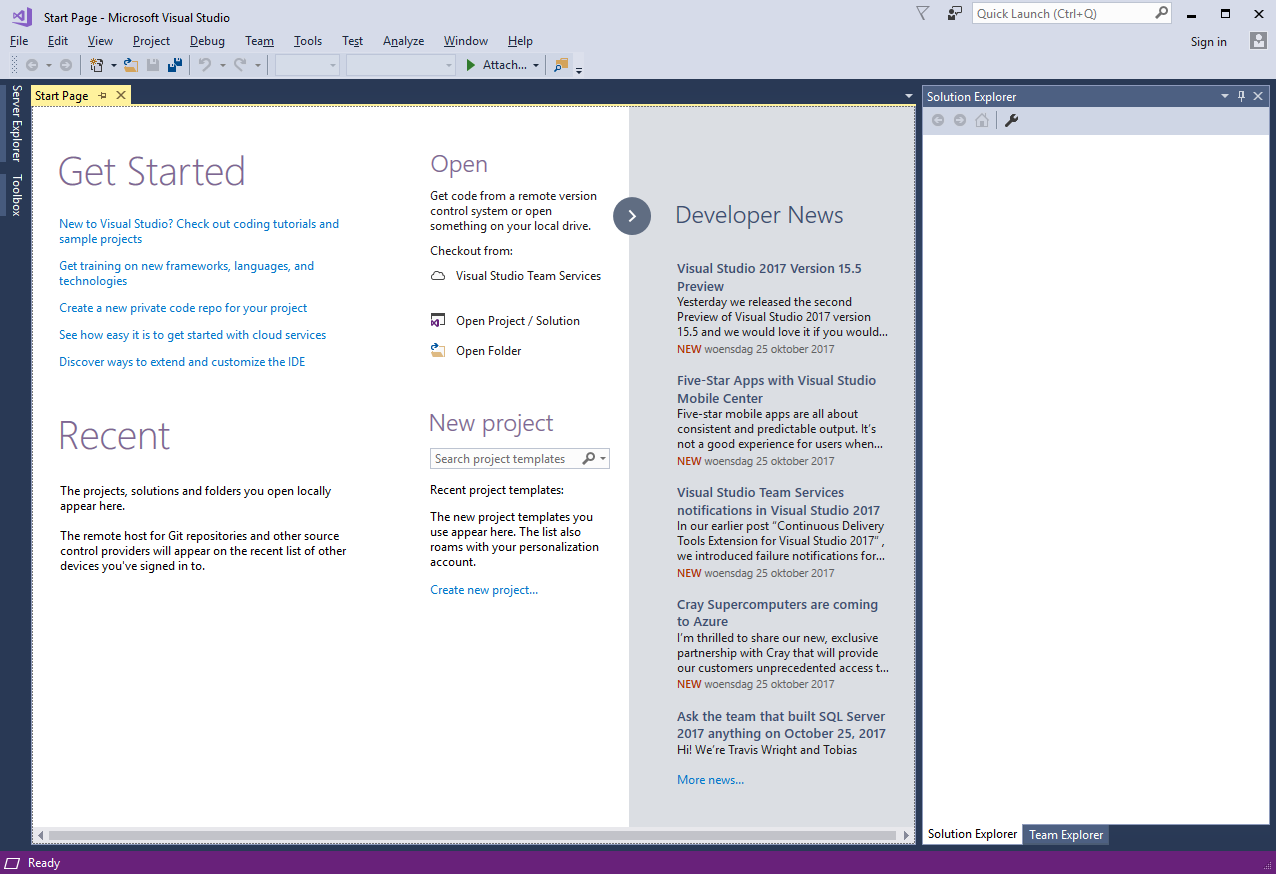 Start Page - Microsoft Visual Studio
Quick Launch (Ctrl+Q)
File Edit View Project Debug Team Tools Test Analyze Window Help
Sign in
Attach...
Server Explorer
Toolbox
Start Page
Get Started
New to Visual Studio? Check out coding tutorials and
sample projects
Get training on new frameworks, languages, and
technologies
Create a new private code repo for your project
See how easy it is to get started with cloud services
Discover ways to extend and customize the IDE
Recent
The projects, solutions and folders you open locally
appear here.
The remote host for Git repositories and other source
control providers will appear on the recent list of other
devices you've signed in to.
Open
Get code from a remote version
control system or open
something on your local drive.
Checkout from:
Visual Studio Team Services
Open Project / Solution
Open Folder
New project
Search project templates
Recent project templates:
The new project templates you
use appear here. The list also
roams with your personalization
account.
Create new project...
Developer News
Visual Studio 2017 Version 15.5
Preview
Yesterday we released the second
Preview of Visual Studio 2017 version
15.5 and we would love it if you would...
NEW woensdag 25 oktober 2017
Five-Star Apps with Visual Studio
Mobile Center
Five-star mobile apps are all about
consistent and predictable output. It's
not a good experience for users when...
NEW woensdag 25 oktober 2017
Visual Studio Team Services
notifications in Visual Studio 2017
In our earlier post “Continuous Delivery
Tools Extension for Visual Studio 2017” ,
we introduced failure notifications for...
NEW woensdag 25 oktober 2017
Cray Supercomputers are coming
to Azure
I'm thrilled to share our new, exclusive
partnership with Cray that will provide
our customers unprecedented access t...
NEW woensdag 25 oktober 2017
Ask the team that built SQL Server
2017 anything on October 25, 2017
Hi! We're Travis Wright and Tobias
More news...
Solution Explorer
Solution Explorer Team Explorer
Ready